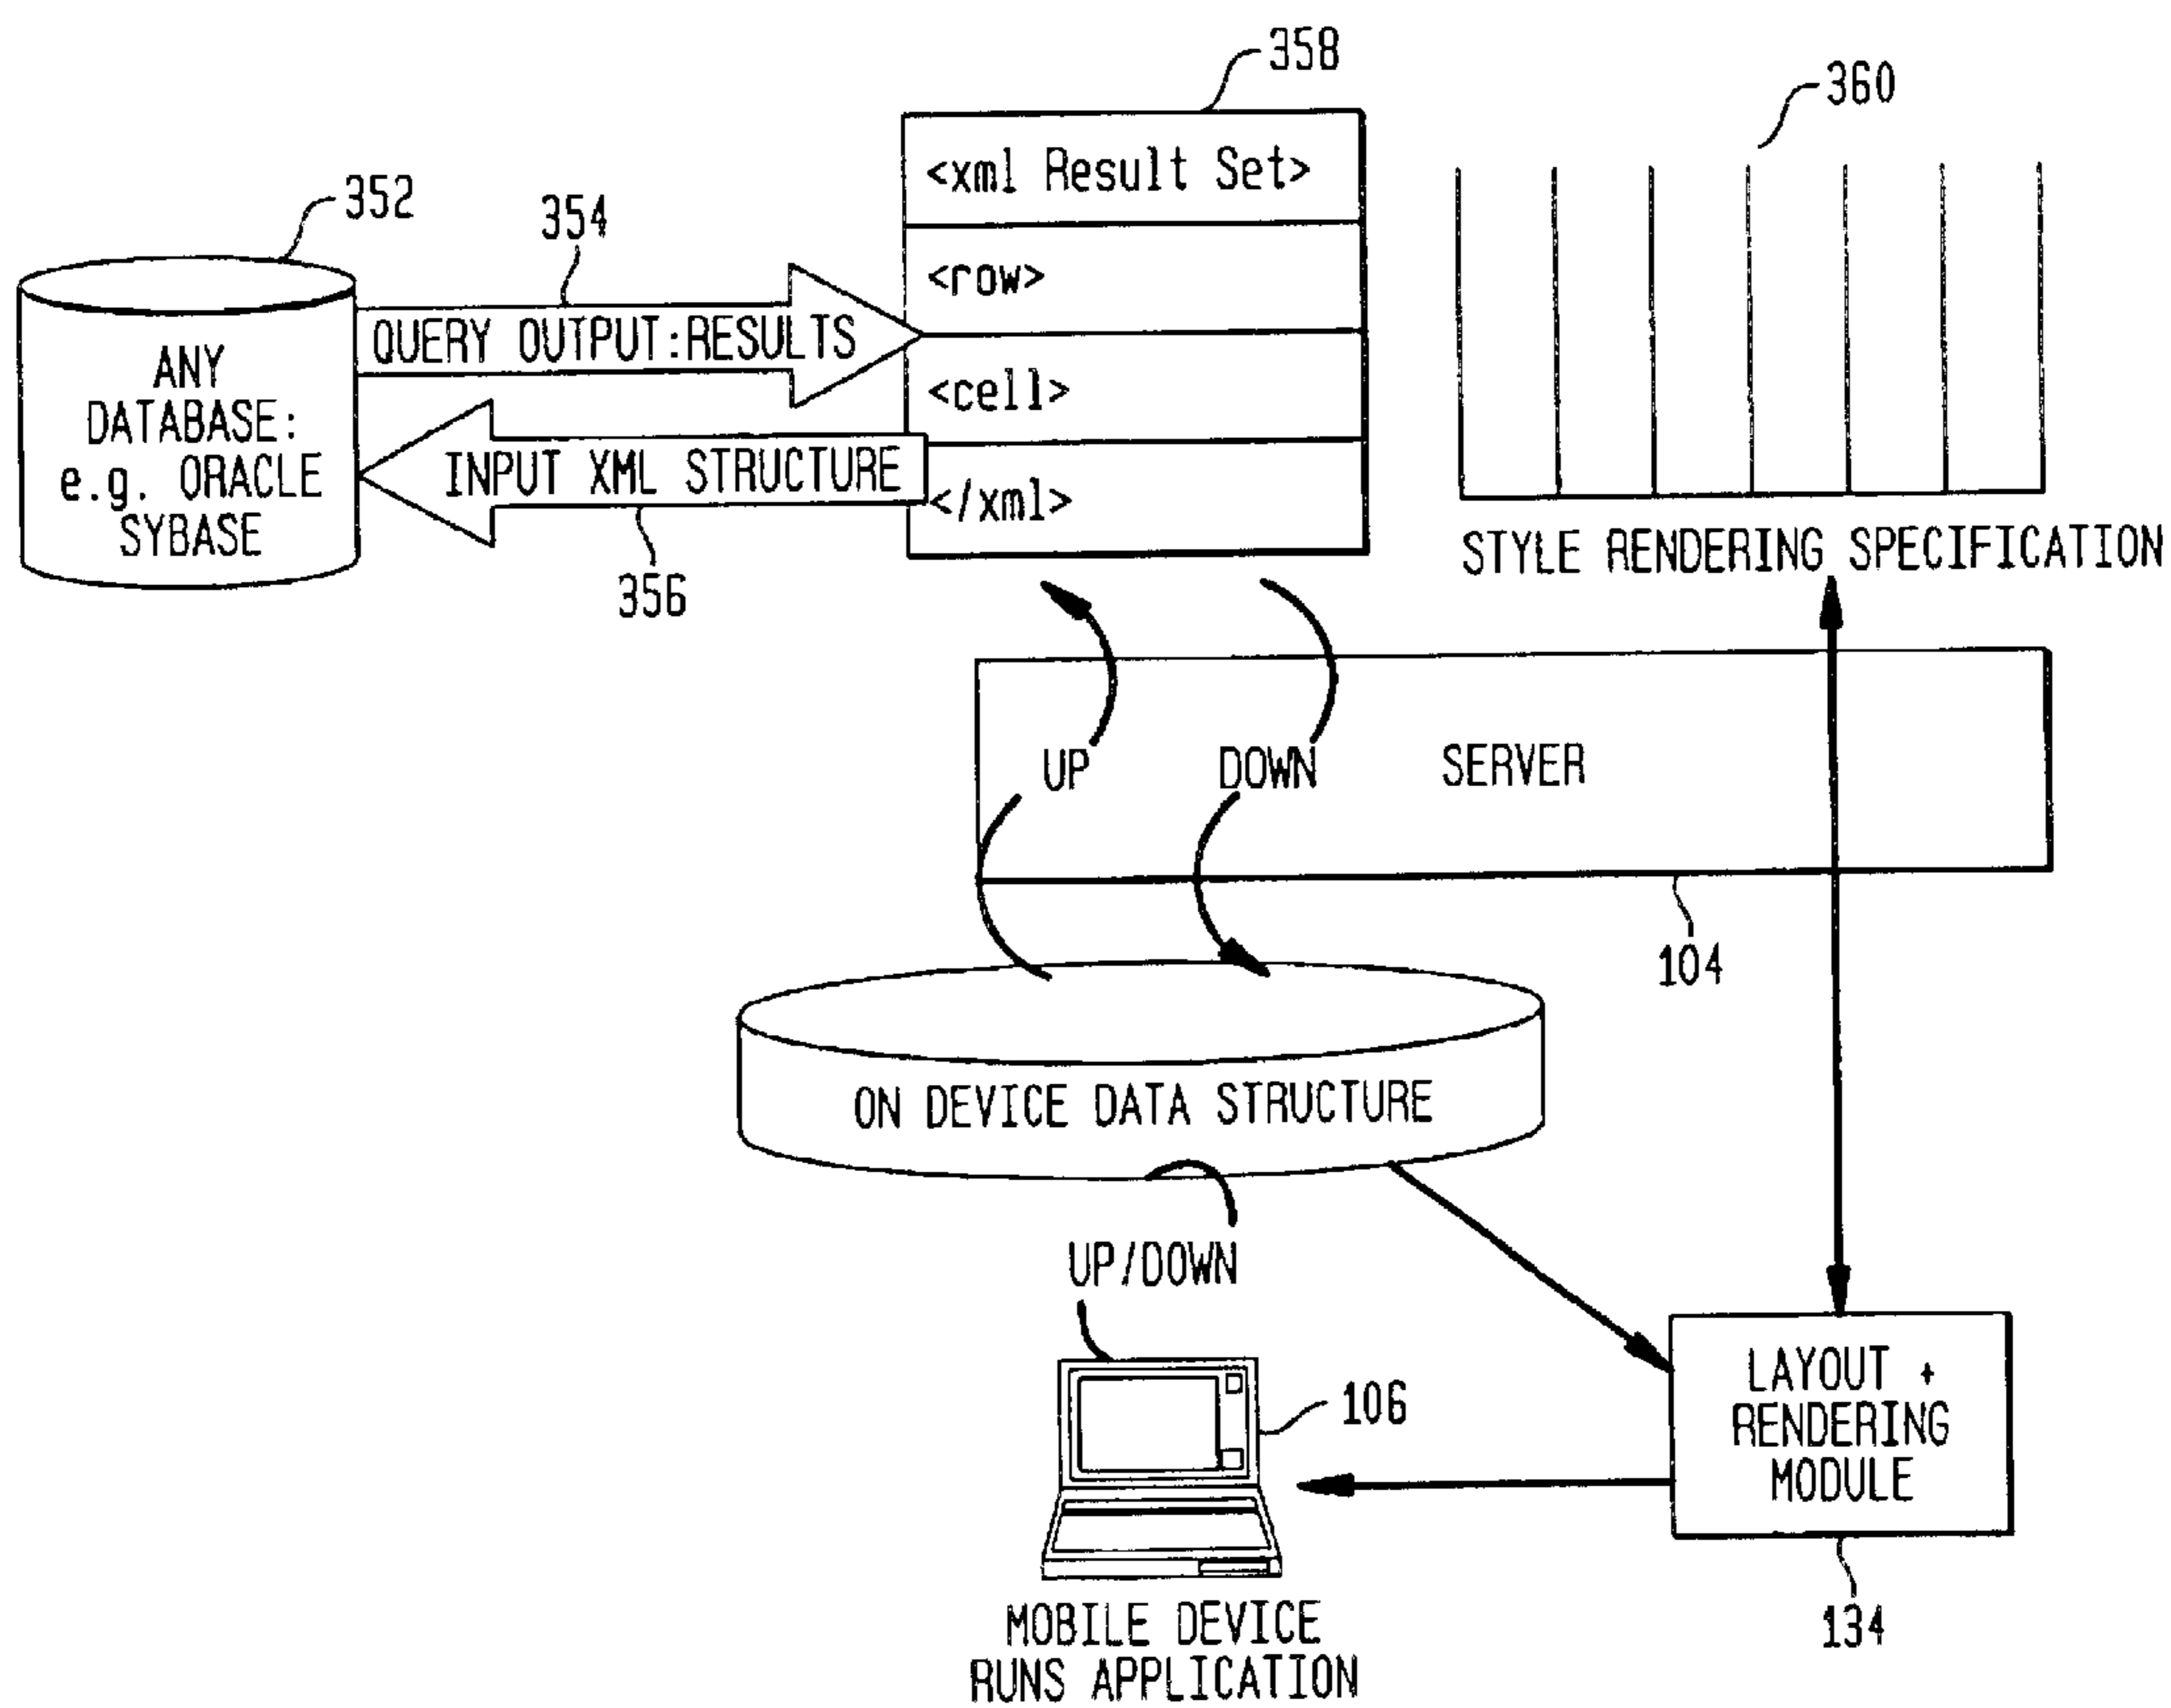 358
360
352
354
<xml Result Set>
<row>
QUERY OUTPUT:RESULTS
ANY
DATABASE:
e.g. ORACLE
SYBASE
<cell>
INPUT XML STRUCTURE
</xml>
356
STYLE RENDERING SPECIFICATION
UP
DOWN
SERVER
104
ON DEVICE DATA STRUCTURE
UP/DOWN
106
LAYOUT +
RENDERING
MODULE
134
MOBILE DEVICE
RUNS APPLICATION